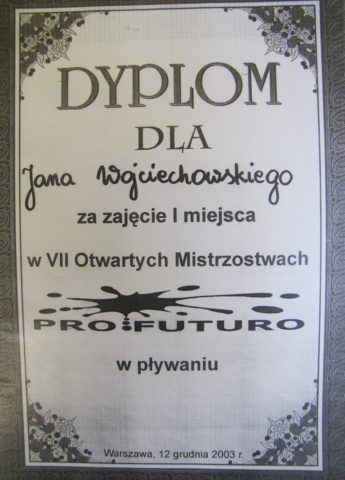 DYPLOM
DLA
Jana Wojciechowskiego
za zajęcie I miejsca
w VII Otwartych Mistrzostwach
PRO FUTURO
w pływaniu
Warszawa, 12 grudnia 2003 r.